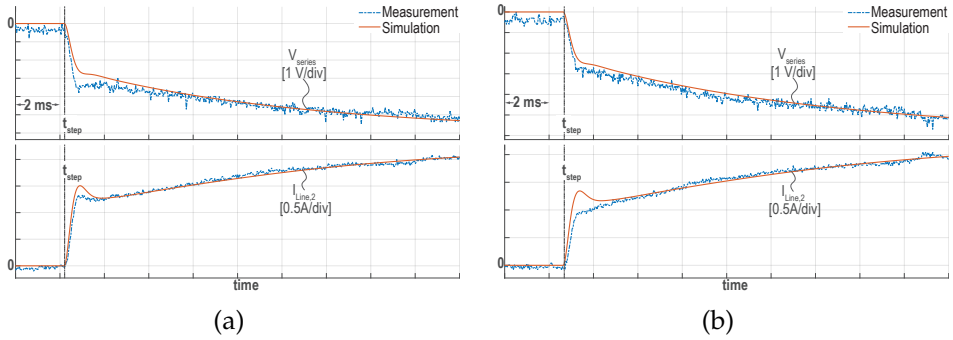 0
Measurement
Simulation
V series
[1 V/div]
2 ms
t step
t step
I Line,2
[0.5A/div]
0
time
(a)
0
Measurement
Simulation
V series
[1 V/div]
2 ms
t step
t step
I Line,2
[0.5A/div]
0
time
(b)